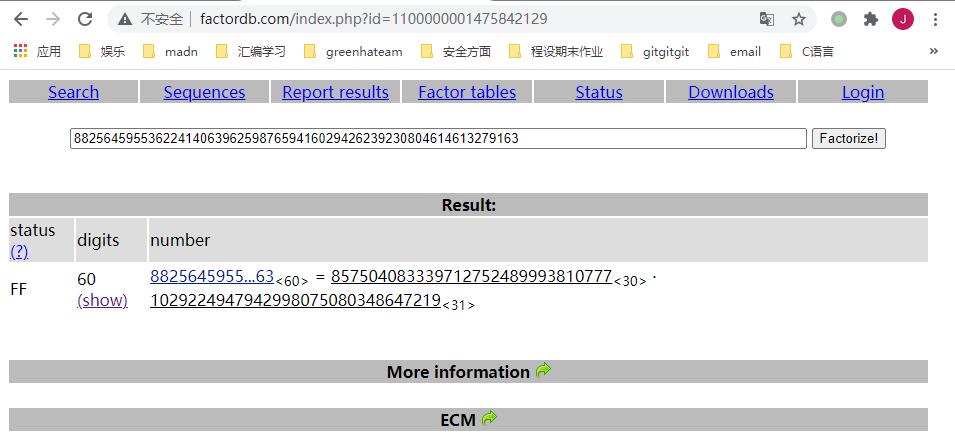 不安全 | factordb.com/index.php?id=1100000001475842129
J
应用 娱乐 madn 汇编学习 greenhateam 安全方面 程设期末作业 gitgitgit email C语言 »
Search Sequences Report results Factor tables Status Downloads Login
882564595536224140639625987659416029426239230804614613279163 Factorize!
Result:
status
(?)
digits
number
FF
60
(show)
8825645955...63<60> = 857504083339712752489993810777<30> ·
1029224947942998075080348647219<31>
More information
ECM